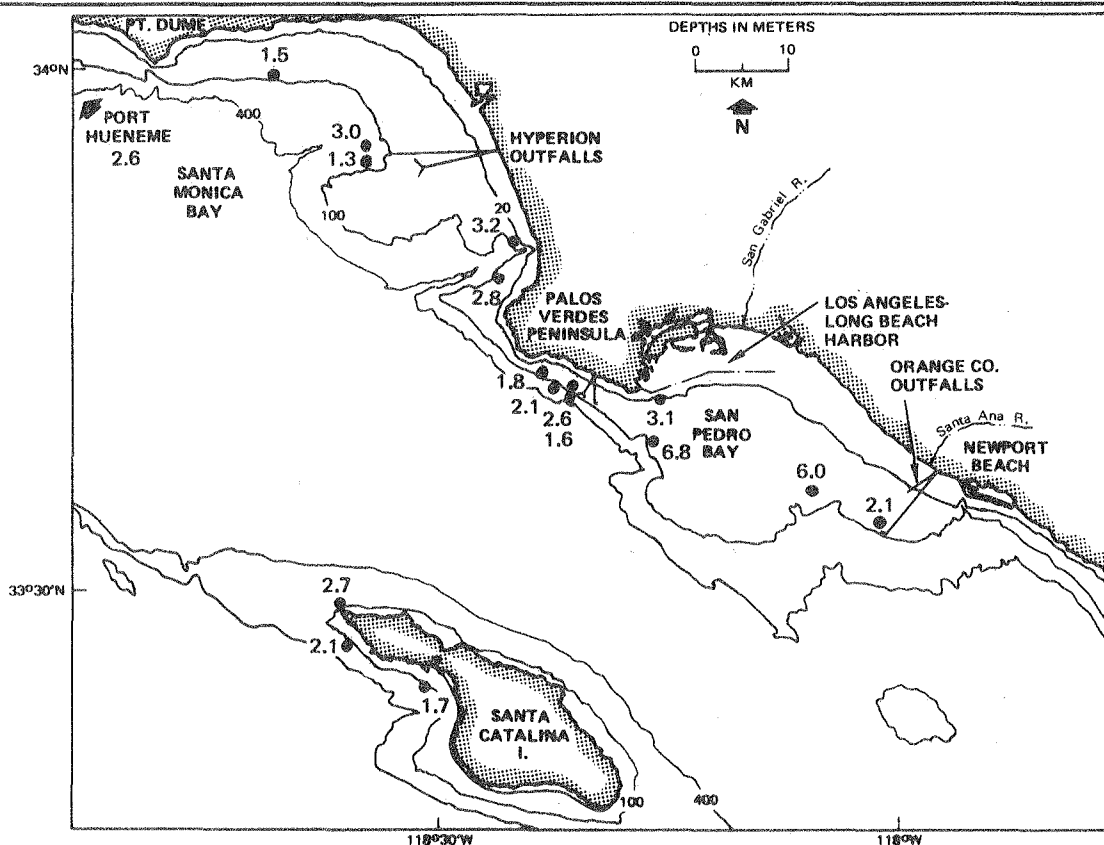 PT. DUME
DEPTHS IN METERS
0 10
KM
N
34°N
1.5
400
PORT
HUENEME
2.6
3.0
1.3
HYPERION
OUTFALLS
SANTA
MONICA
BAY
100
20
3.2
San Gabriel R.
2.8
PALOS
VERDES
PENINSULA
LOS ANGELES-
LONG BEACH
HARBOR
ORANGE CO.
OUTFALLS
1.8
2.1
2.6
1.6
3.1
6.8
SAN
PEDRO
BAY
Santa Ana R.
NEWPORT
BEACH
6.0
2.1
33°30'N
2.7
2.1
1.7
SANTA
CATALINA
I.
100
400
118°30'W
118°W